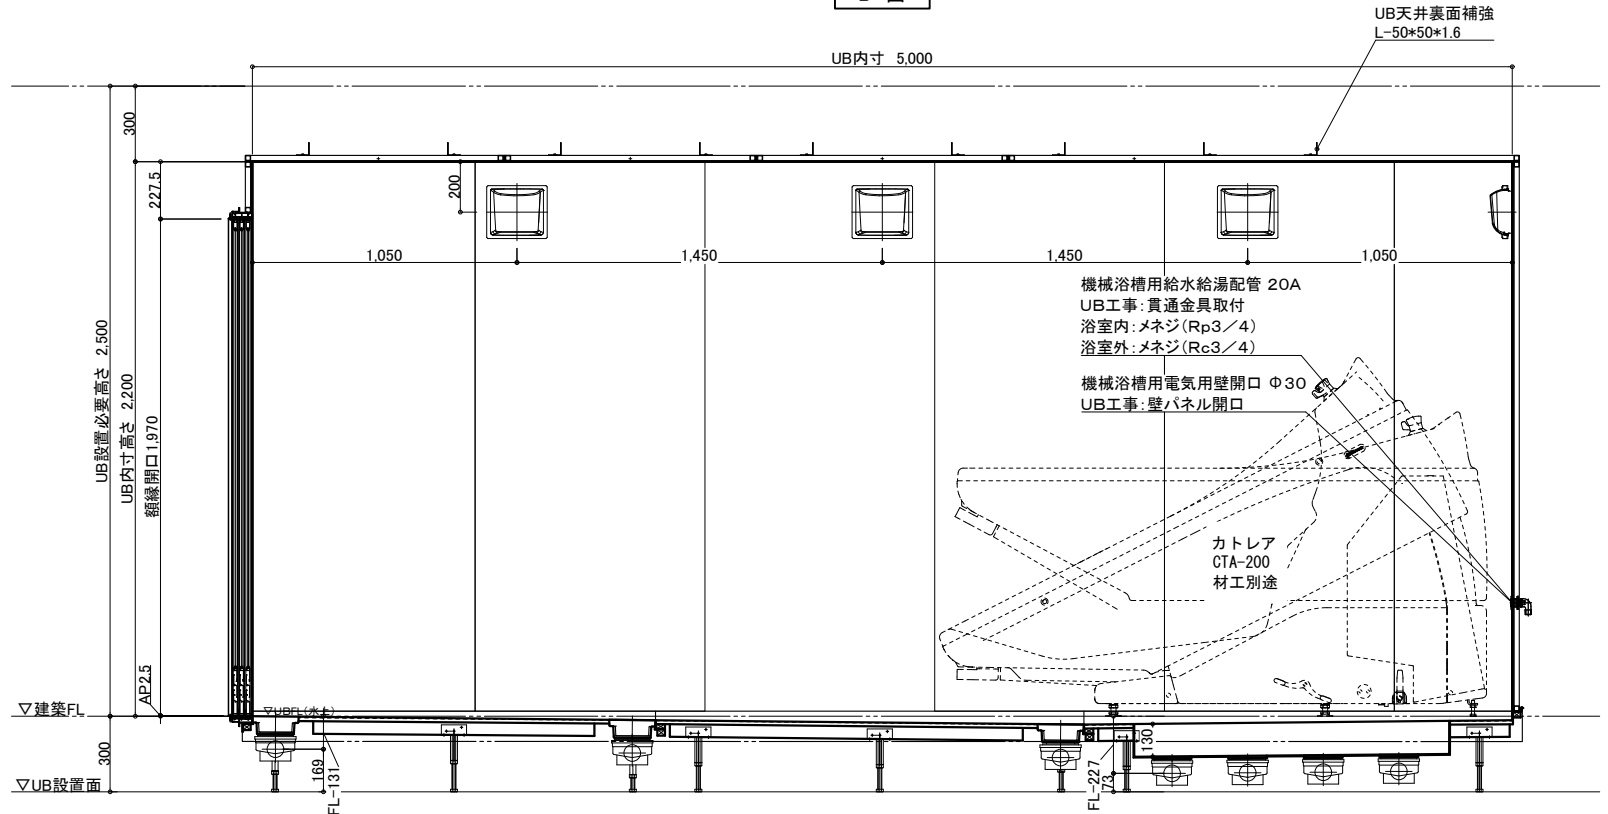 UB天井裏面補強
L-50*50*1.6
UB内寸 5,000
300
227.5
200
1,050
1,450
1,450
1,050
機械浴槽用給水給湯配管 20A
UB工事:貫通金具取付
浴室内:メネジ(Rp3/4)
浴室外:メネジ(Rc3/4)
機械浴槽用電気用壁開口 Φ30
UB工事:壁パネル開口
UB設置必要高さ 2,500
UB内寸高さ 2,200
額縁開口1,970
カトレア
CTA-200
材工別途
AP2.5
▽建築FL
▽UBFL(水上)
300
169
FL-131
130
FL-227
73
▽UB設置面